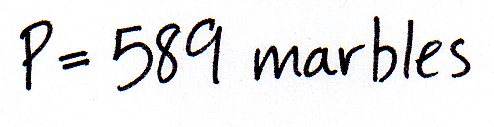 P = 589 marbles